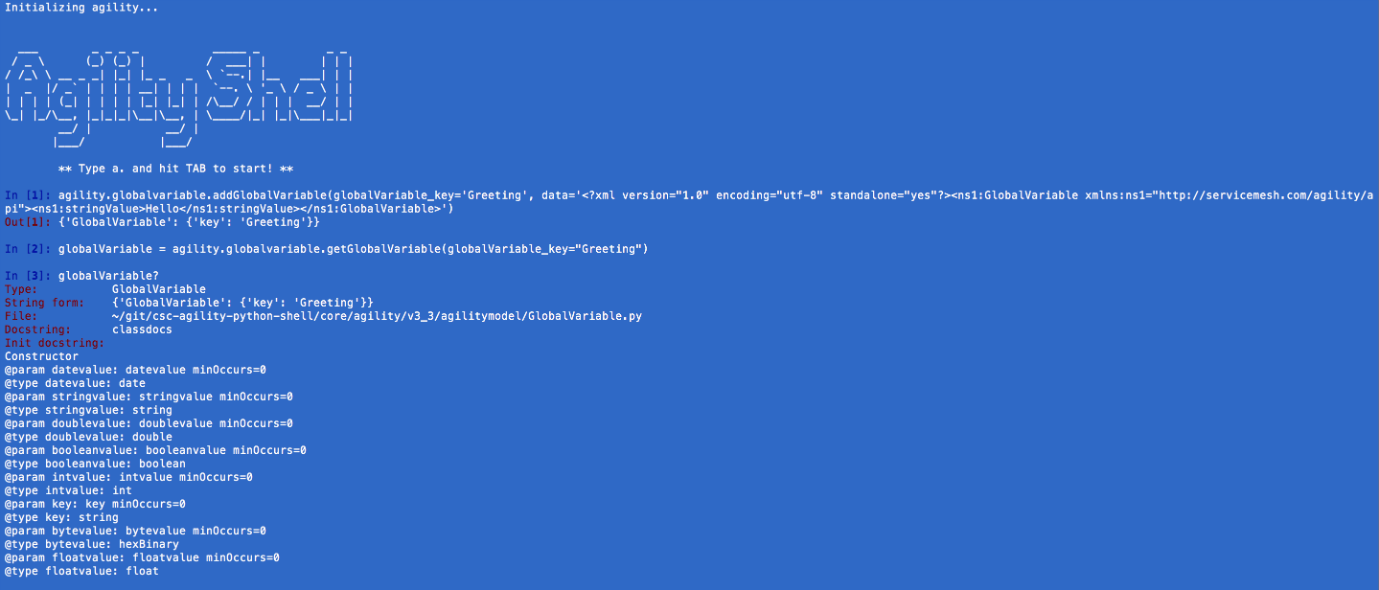 Initializing agility...
Agility Shell
** Type a. and hit TAB to start! **
In [1]: agility.globalvariable.addGlobalVariable(globalVariable_key='Greeting', data='<?xml version="1.0" encoding="utf-8" standalone="yes"?><ns1:GlobalVariable xmlns:ns1="http://servicemesh.com/agility/a
pi"><ns1:stringValue>Hello</ns1:stringValue></ns1:GlobalVariable>')
Out[1]: {'GlobalVariable': {'key': 'Greeting'}}
In [2]: globalVariable = agility.globalvariable.getGlobalVariable(globalVariable_key="Greeting")
In [3]: globalVariable?
Type: GlobalVariable
String form: {'GlobalVariable': {'key': 'Greeting'}}
File: ~/git/csc-agility-python-shell/core/agility/v3_3/agilitymodel/GlobalVariable.py
Docstring: classdocs
Init docstring:
Constructor
@param datevalue: datevalue minOccurs=0
@type datevalue: date
@param stringvalue: stringvalue minOccurs=0
@type stringvalue: string
@param doublevalue: doublevalue minOccurs=0
@type doublevalue: double
@param booleanvalue: booleanvalue minOccurs=0
@type booleanvalue: boolean
@param intvalue: intvalue minOccurs=0
@type intvalue: int
@param key: key minOccurs=0
@type key: string
@param bytevalue: bytevalue minOccurs=0
@type bytevalue: hexBinary
@param floatvalue: floatvalue minOccurs=0
@type floatvalue: float